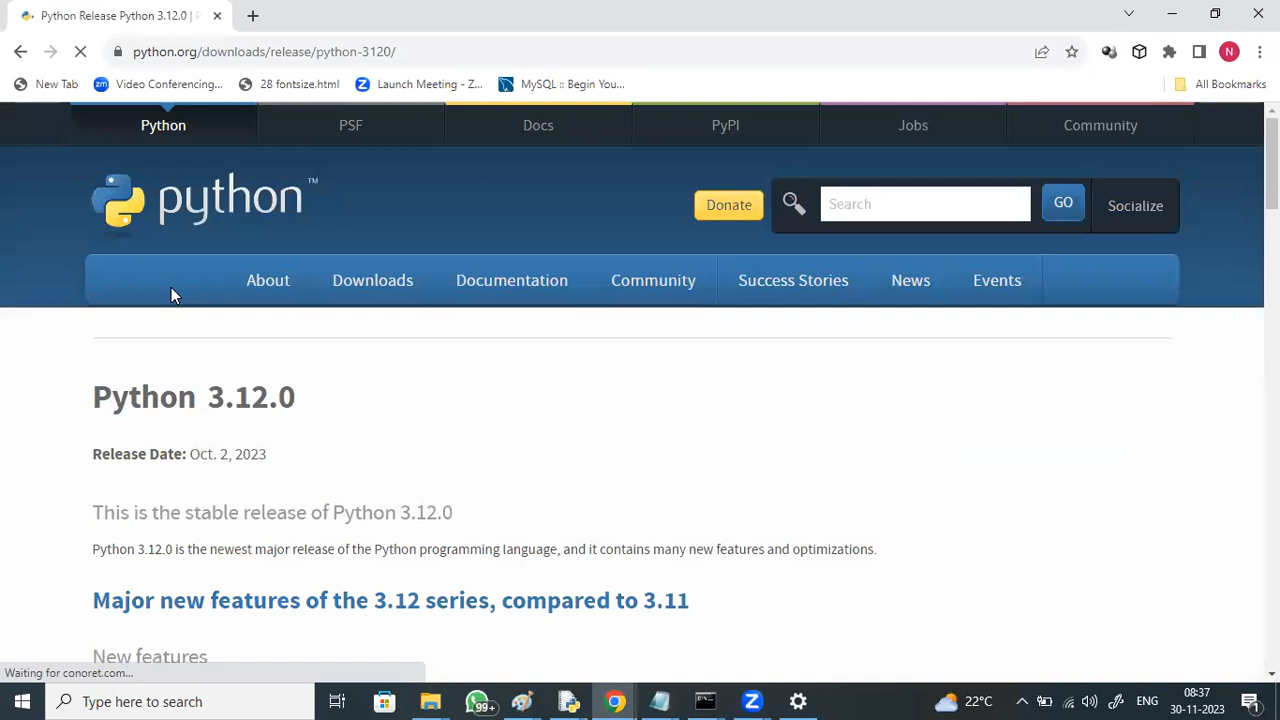 Python Release Python 3.12.0 | P
python.org/downloads/release/python-3120/
N
New Tab
Video Conferencing...
28 fontsize.html
Launch Meeting - Z...
MySQL :: Begin You...
All Bookmarks
Python
PSF
Docs
PyPI
Jobs
Community
python™
Donate
Search
GO
Socialize
About
Downloads
Documentation
Community
Success Stories
News
Events
Python 3.12.0
Release Date: Oct. 2, 2023
This is the stable release of Python 3.12.0
Python 3.12.0 is the newest major release of the Python programming language, and it contains many new features and optimizations.
Major new features of the 3.12 series, compared to 3.11
New features
Waiting for conoret.com...
Type here to search
99+
22°C
ENG
08:37
30-11-2023
1